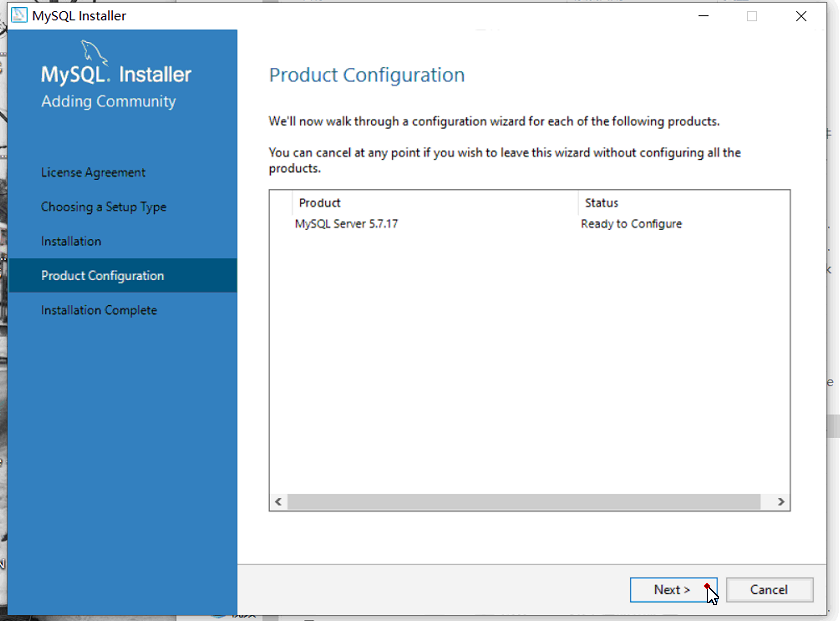 MySQL Installer
MySQL. Installer
Adding Community
License Agreement
Choosing a Setup Type
Installation
Product Configuration
Installation Complete
Product Configuration
We'll now walk through a configuration wizard for each of the following products.
You can cancel at any point if you wish to leave this wizard without configuring all the
products.
Product Status
MySQL Server 5.7.17 Ready to Configure
Next >
Cancel